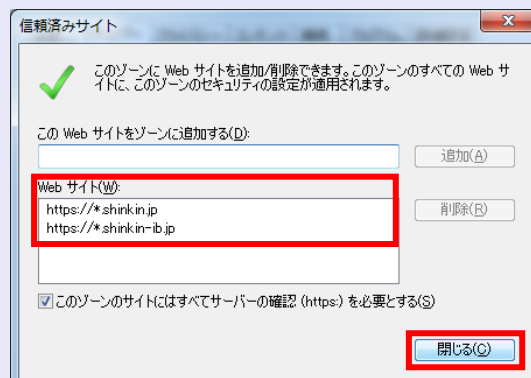 信頼済みサイト
このゾーンに Web サイトを追加/削除できます。このゾーンのすべての Web サ
イトに、このゾーンのセキュリティの設定が適用されます。
この Web サイトをゾーンに追加する(D):
追加(A)
Web サイト(W):
https://*.shinkin.jp
削除(R)
https://*.shinkin-ib.jp
このゾーンのサイトにはすべてサーバーの確認 (https:) を必要とする(S)
閉じる(C)